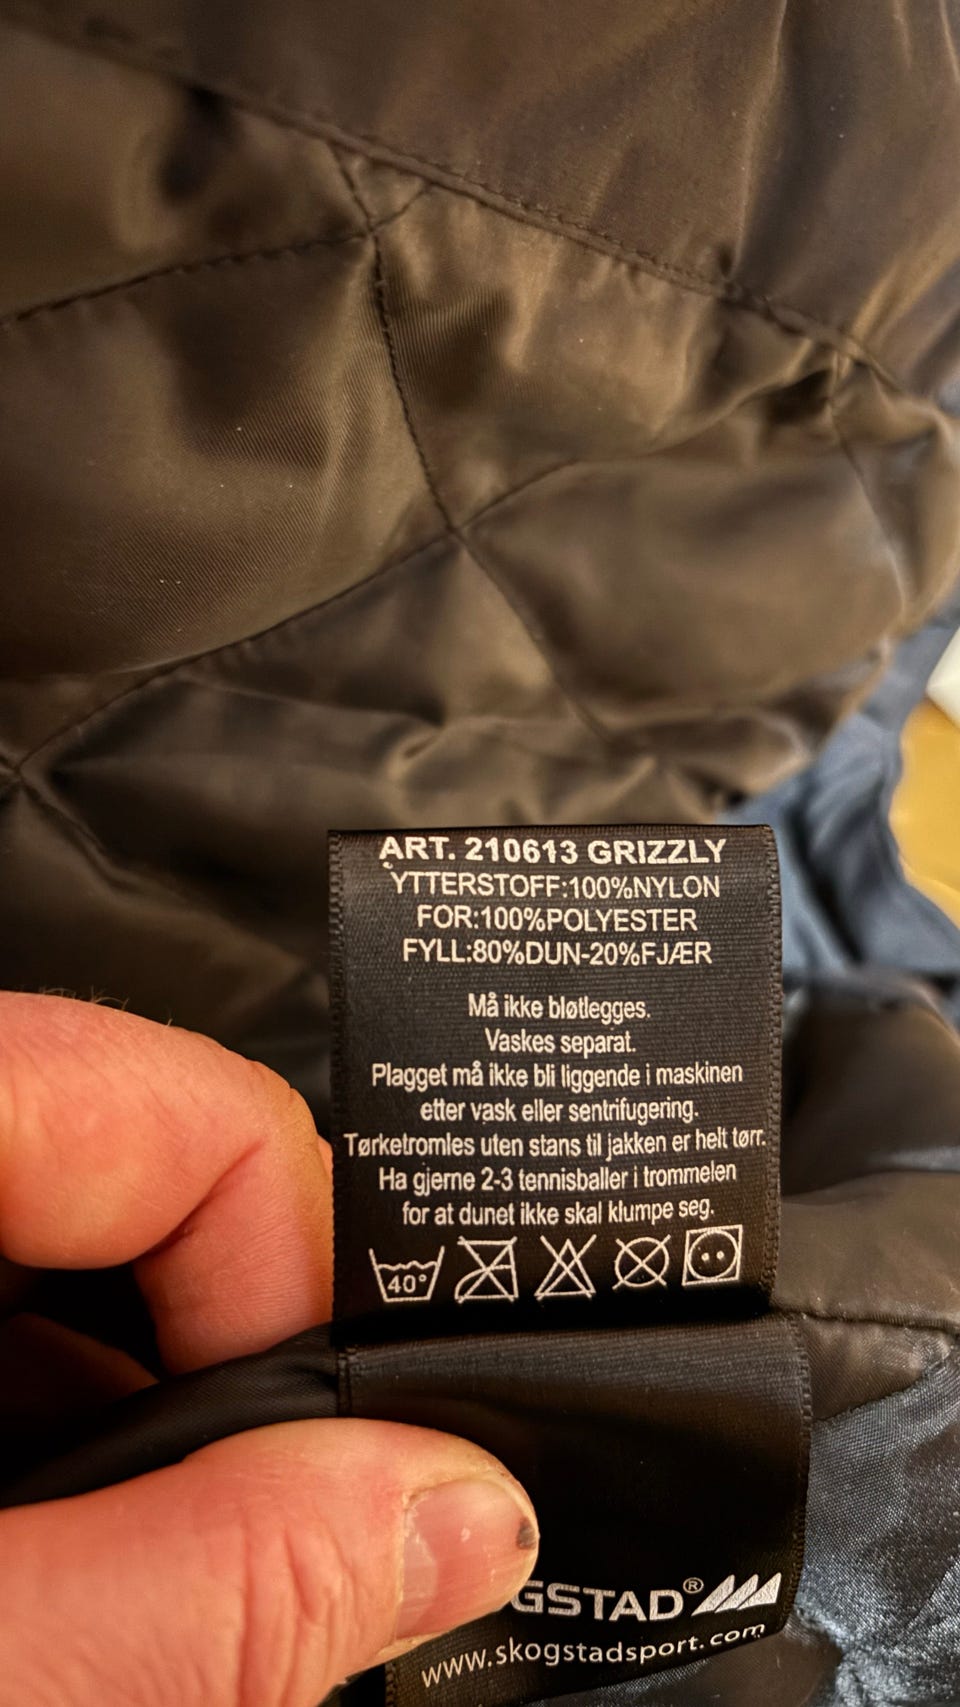 ART. 210613 GRIZZLY
YTTERSTOFF:100%NYLON
FOR:100%POLYESTER
FYLL:80%DUN-20%FJÆR
Må ikke bløtlegges.
Vaskes separat.
Plagget må ikke bli liggende i maskinen
etter vask eller sentrifugering.
Tørketromles uten stans til jakken er helt tørr.
Ha gjerne 2-3 tennisballer i trommelen
for at dunet ikke skal klumpe seg.
40°
GSTAD®
www.skogstadsport.com